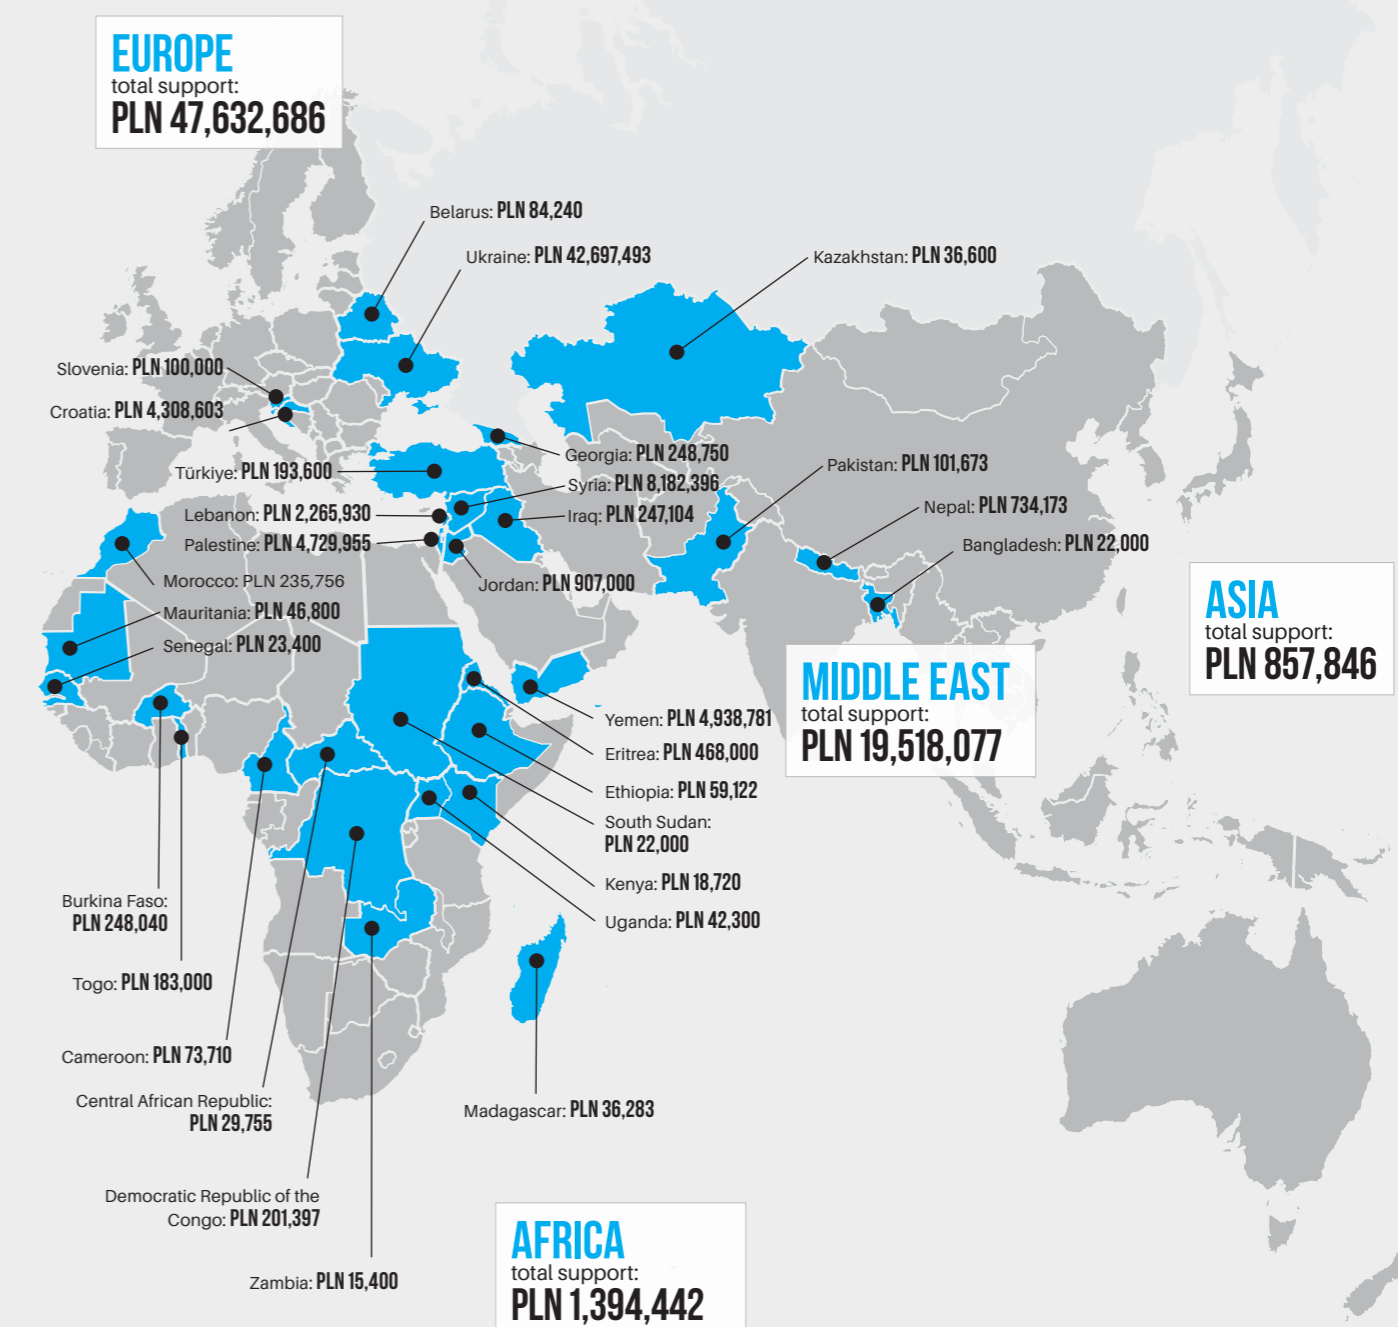 EUROPE
total support:
PLN 47,632,686
Belarus: PLN 84,240
Ukraine: PLN 42,697,493
Kazakhstan: PLN 36,600
Slovenia: PLN 100,000
Croatia: PLN 4,308,603
Georgia: PLN 248,750
Türkiye: PLN 193,600
Syria: PLN 8,182,396
Pakistan: PLN 101,673
Lebanon: PLN 2,265,930
Iraq: PLN 247,104
Nepal: PLN 734,173
Palestine: PLN 4,729,955
Bangladesh: PLN 22,000
Morocco: PLN 235,756
Jordan: PLN 907,000
Mauritania: PLN 46,800
Senegal: PLN 23,400
ASIA
total support:
PLN 857,846
MIDDLE EAST
total support:
PLN 19,518,077
Yemen: PLN 4,938,781
Eritrea: PLN 468,000
Ethiopia: PLN 59,122
South Sudan:
PLN 22,000
Kenya: PLN 18,720
Uganda: PLN 42,300
Burkina Faso:
PLN 248,040
Togo: PLN 183,000
Cameroon: PLN 73,710
Central African Republic:
PLN 29,755
Madagascar: PLN 36,283
Democratic Republic of the
Congo: PLN 201,397
Zambia: PLN 15,400
AFRICA
total support:
PLN 1,394,442